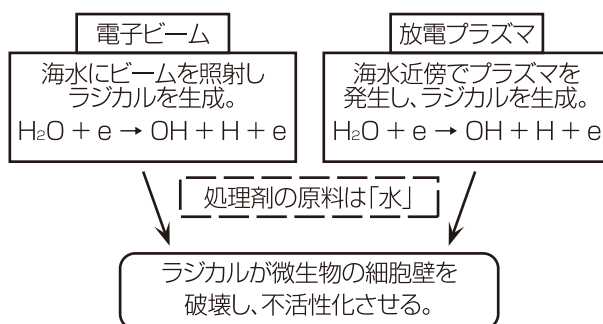 電子ビーム
海水にビームを照射し
ラジカルを生成。
H₂O + e → OH + H + e
放電プラズマ
海水近傍でプラズマを
発生し、ラジカルを生成。
H₂O + e → OH + H + e
処理剤の原料は「水」
ラジカルが微生物の細胞壁を
破壊し、不活性化させる。